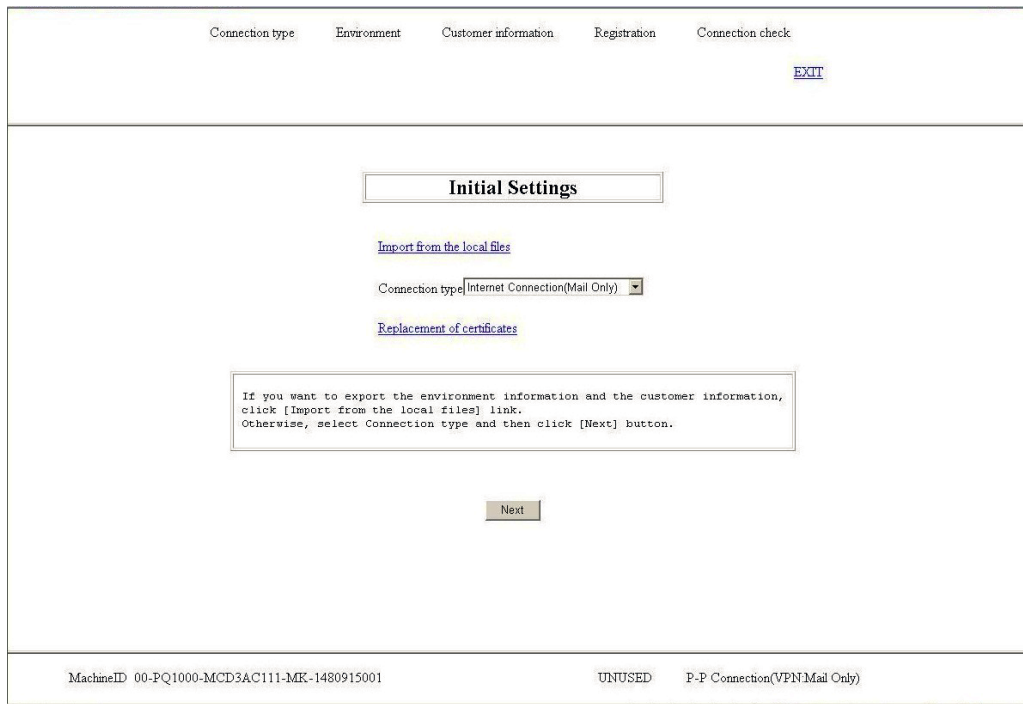 Connection type Environment Customer information Registration Connection check
EXIT
Initial Settings
Import from the local files
Connection type Internet Connection(Mail Only)
Replacement of certificates
If you want to export the environment information and the customer information,
click [Import from the local files] link.
Otherwise, select Connection type and then click [Next] button.
Next
MachineID 00-PQ1000-MCD3AC111-MK-1480915001 UNUSED P-P Connection(VPN:Mail Only)